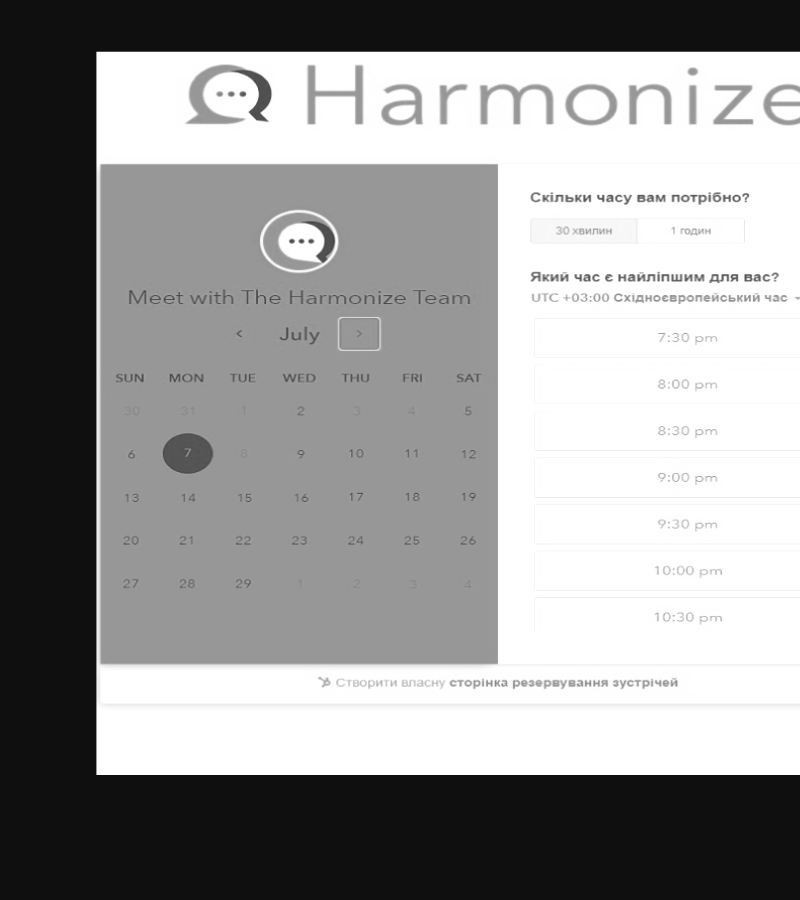 Harmonize
Meet with The Harmonize Team
July
SUN MON TUE WED THU FRI SAT
30 31 1 2 3 4 5
6 7 8 9 10 11 12
13 14 15 16 17 18 19
20 21 22 23 24 25 26
27 28 29 1 2 3 4
Скільки часу вам потрібно?
30 хвилин 1 годин
Який час є найліпшим для вас?
UTC +03:00 Східноєвропейський час
7:30 pm
8:00 pm
8:30 pm
9:00 pm
9:30 pm
10:00 pm
10:30 pm
Створити власну сторінка резервування зустрічей